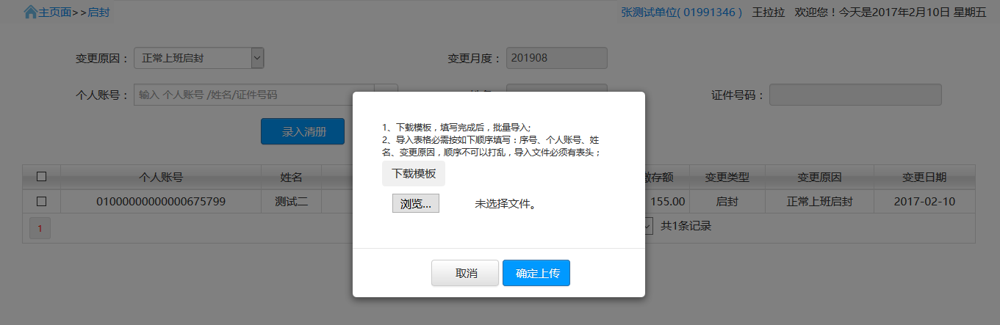 主页面>>启封
张测试单位( 01991346 ) 王拉拉 欢迎您！今天是2017年2月10日 星期五
变更原因： 正常上班启封
变更月度： 201908
个人账号： 输入 个人账号 /姓名/证件号码
证件号码：
录入清册
1、下载模板，填写完成后，批量导入;
2、导入表格必需按如下顺序填写：序号、个人账号、姓
名、变更原因，顺序不可以打乱，导入文件必须有表头；
下载模板
浏览... 未选择文件。
取消 确定上传
个人账号 姓名 存额 变更类型 变更原因 变更日期
01000000000000675799 测试二 155.00 启封 正常上班启封 2017-02-10
1 共1条记录